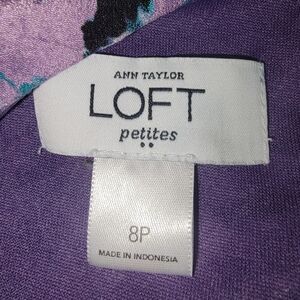 ANN TAYLOR
LOFT
petites
8P
MADE IN INDONESIA